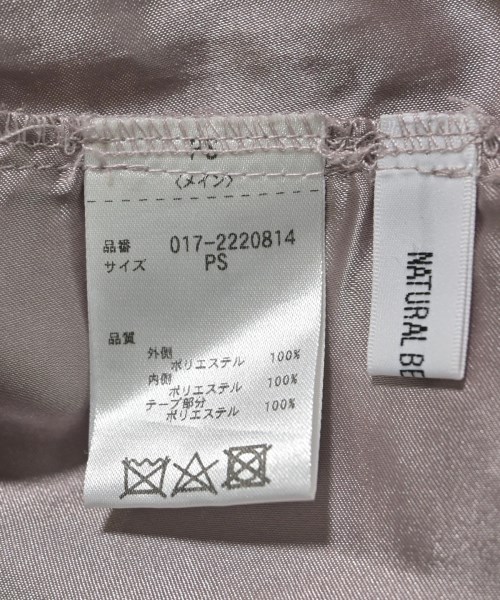 PS
〈メイン〉
品番 017-2220814
サイズ PS
品質
外側
ポリエステル 100%
内側
ポリエステル 100%
テープ部分
ポリエステル 100%
NATURAL BE